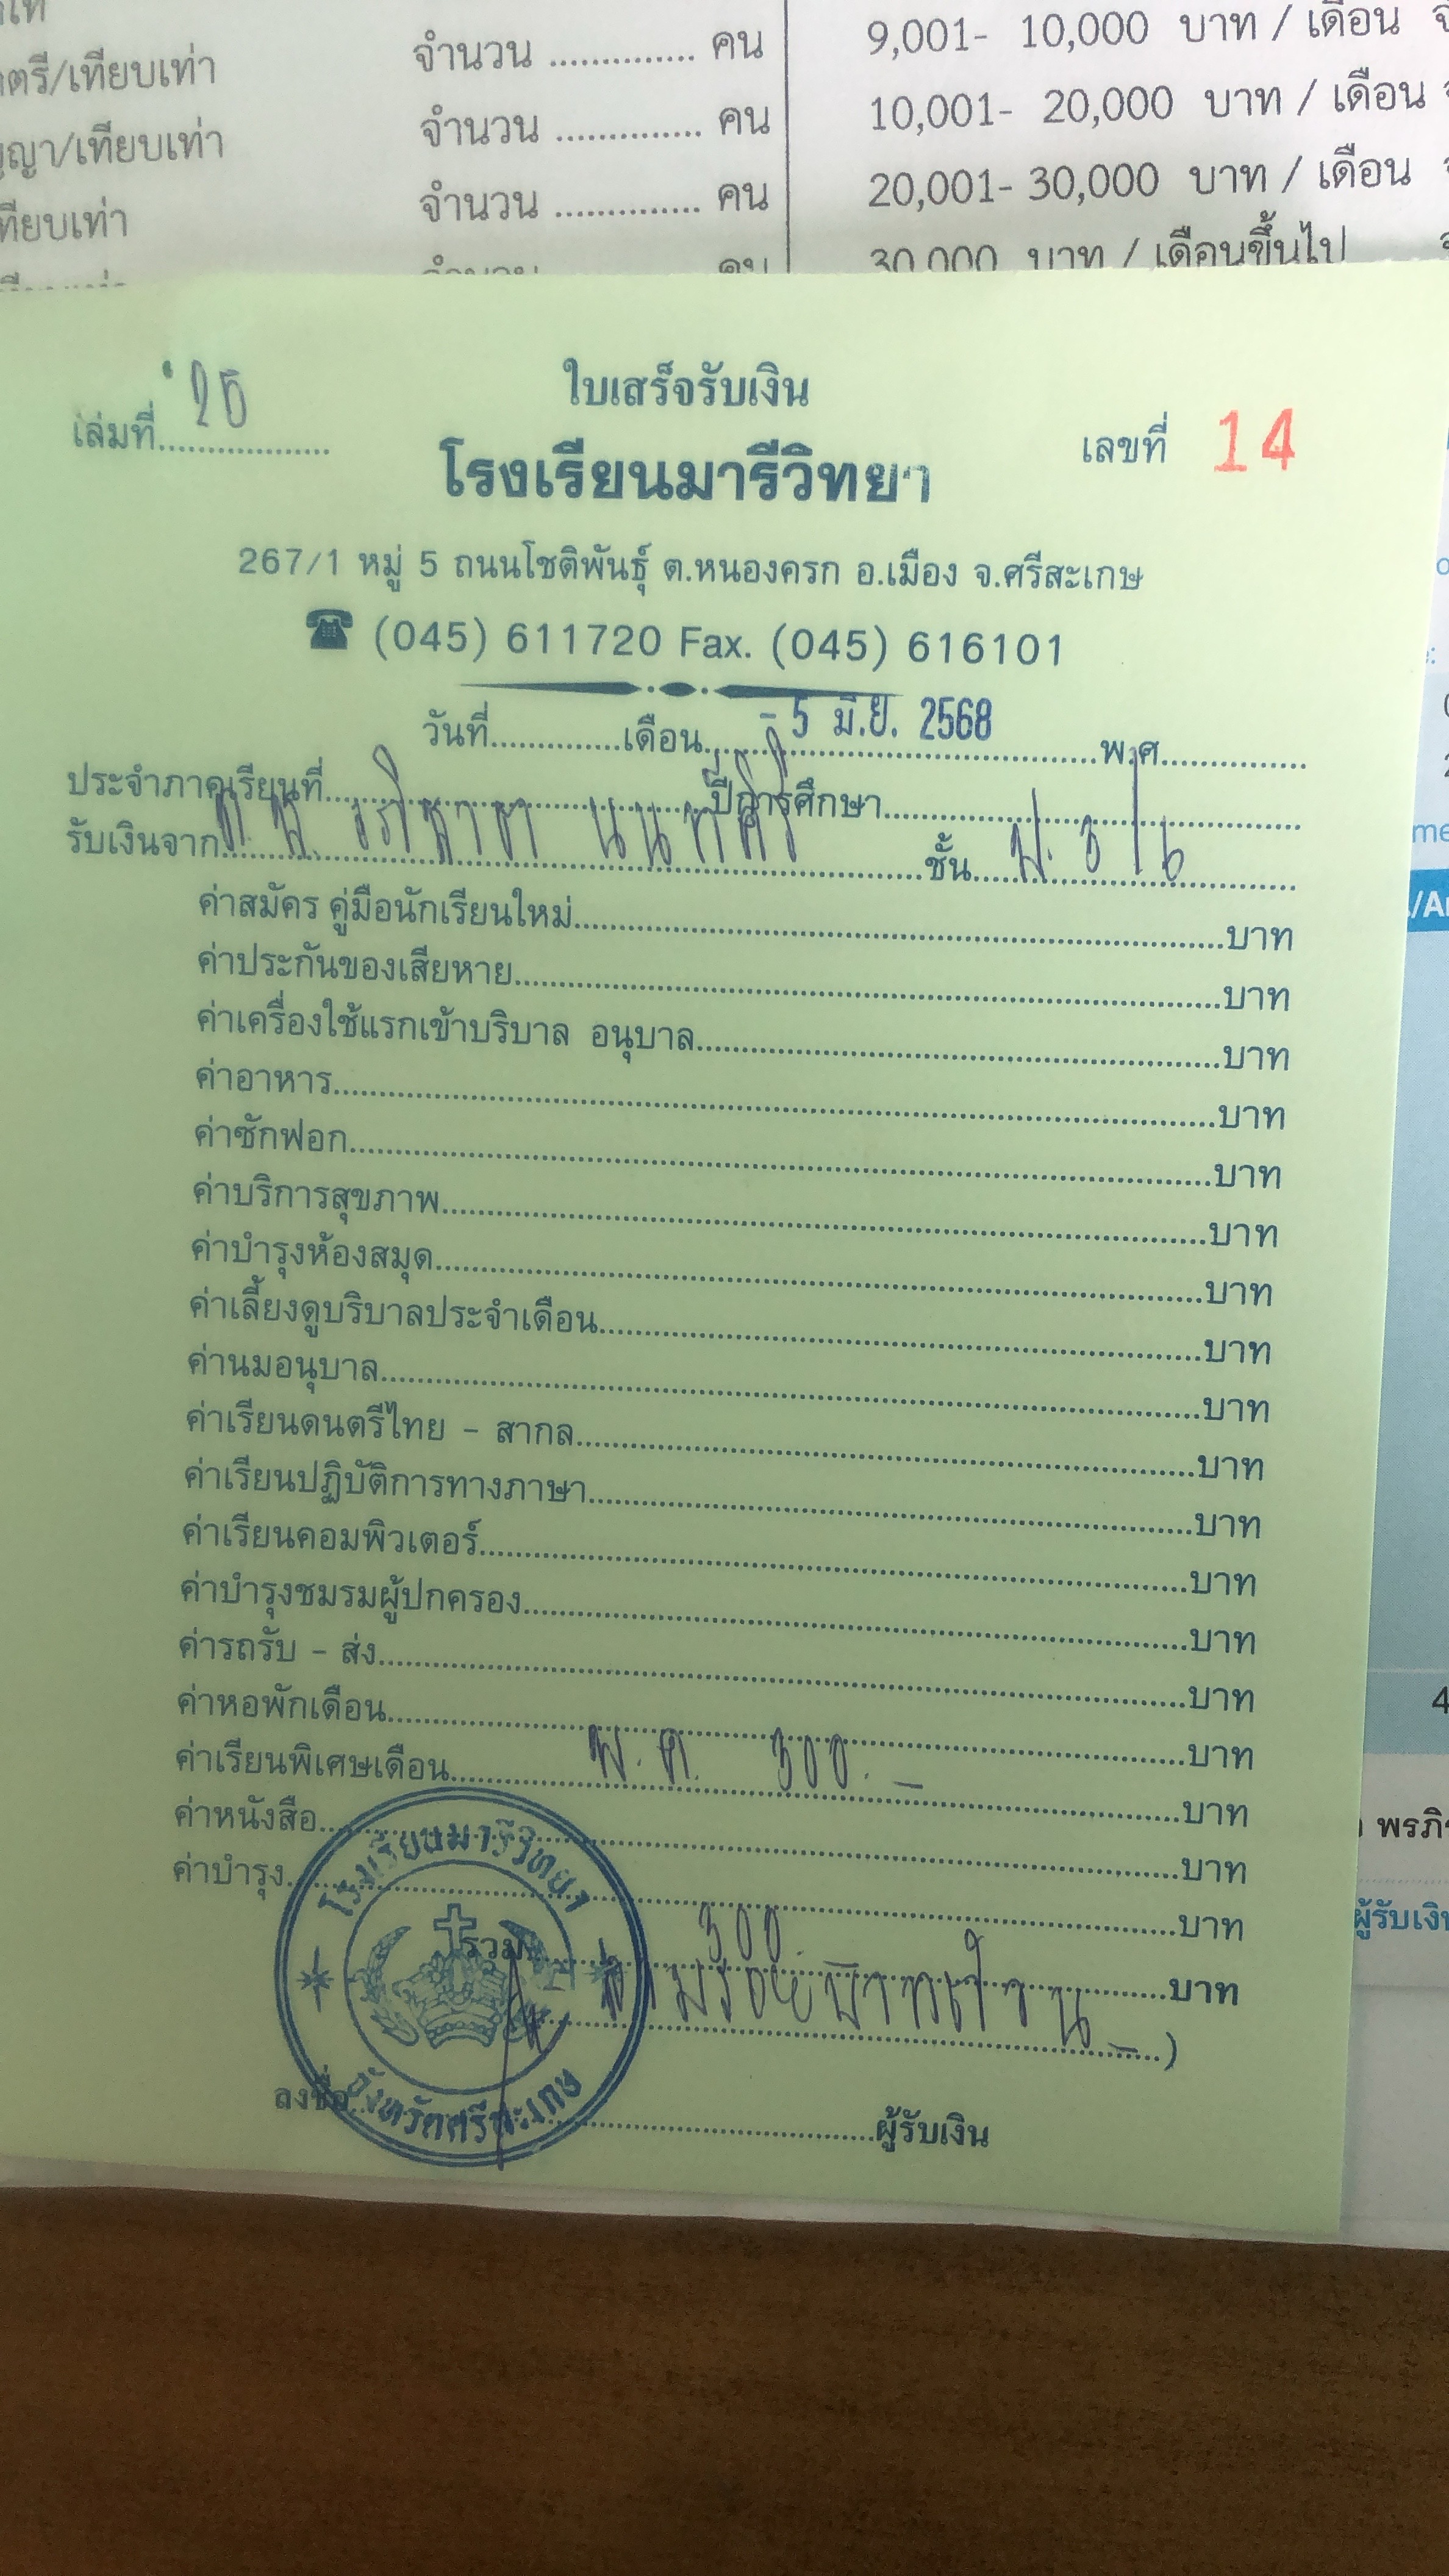 ตรี/เทียบเท่า จำนวน .............. คน 9,001- 10,000 บาท / เดือน
ญา/เทียบเท่า จำนวน .............. คน 10,001- 20,000 บาท / เดือน
เทียบเท่า จำนวน .............. คน 20,001- 30,000 บาท / เดือน
จำนวน คน 30,000 บาท / เดือนขึ้นไป
ใบเสร็จรับเงิน
เล่มที่ 25 เลขที่ 14
โรงเรียนมารีวิทยา
267/1 หมู่ 5 ถนนโชติพันธุ์ ต.หนองครก อ.เมือง จ.ศรีสะเกษ
☎ (045) 611720 Fax. (045) 616101
วันที่..............เดือน - 5 มิ.ย. 2568 พ.ศ...............
ประจำภาคเรียนที่ ปีการศึกษา
รับเงินจาก นนทศิริ ชั้น ม.3/6
ค่าสมัคร คู่มือนักเรียนใหม่ บาท
ค่าประกันของเสียหาย บาท
ค่าเครื่องใช้แรกเข้าบริบาล อนุบาล บาท
ค่าอาหาร บาท
ค่าซักฟอก บาท
ค่าบริการสุขภาพ บาท
ค่าบำรุงห้องสมุด บาท
ค่าเลี้ยงดูบริบาลประจำเดือน บาท
ค่านมอนุบาล บาท
ค่าเรียนดนตรีไทย - สากล บาท
ค่าเรียนปฏิบัติการทางภาษา บาท
ค่าเรียนคอมพิวเตอร์ บาท
ค่าบำรุงชมรมผู้ปกครอง บาท
ค่ารถรับ - ส่ง บาท
ค่าหอพักเดือน บาท
ค่าเรียนพิเศษเดือน พ.ค. 300.- บาท
ค่าหนังสือ บาท
ค่าบำรุง บาท
โรงเรียนมารีวิทยา
รวม 300 บาท
สามร้อยบาทถ้วน - )
จังหวัดศรีสะเกษ
ลงชื่อ ผู้รับเงิน
พรภิ
ผู้รับเงิน